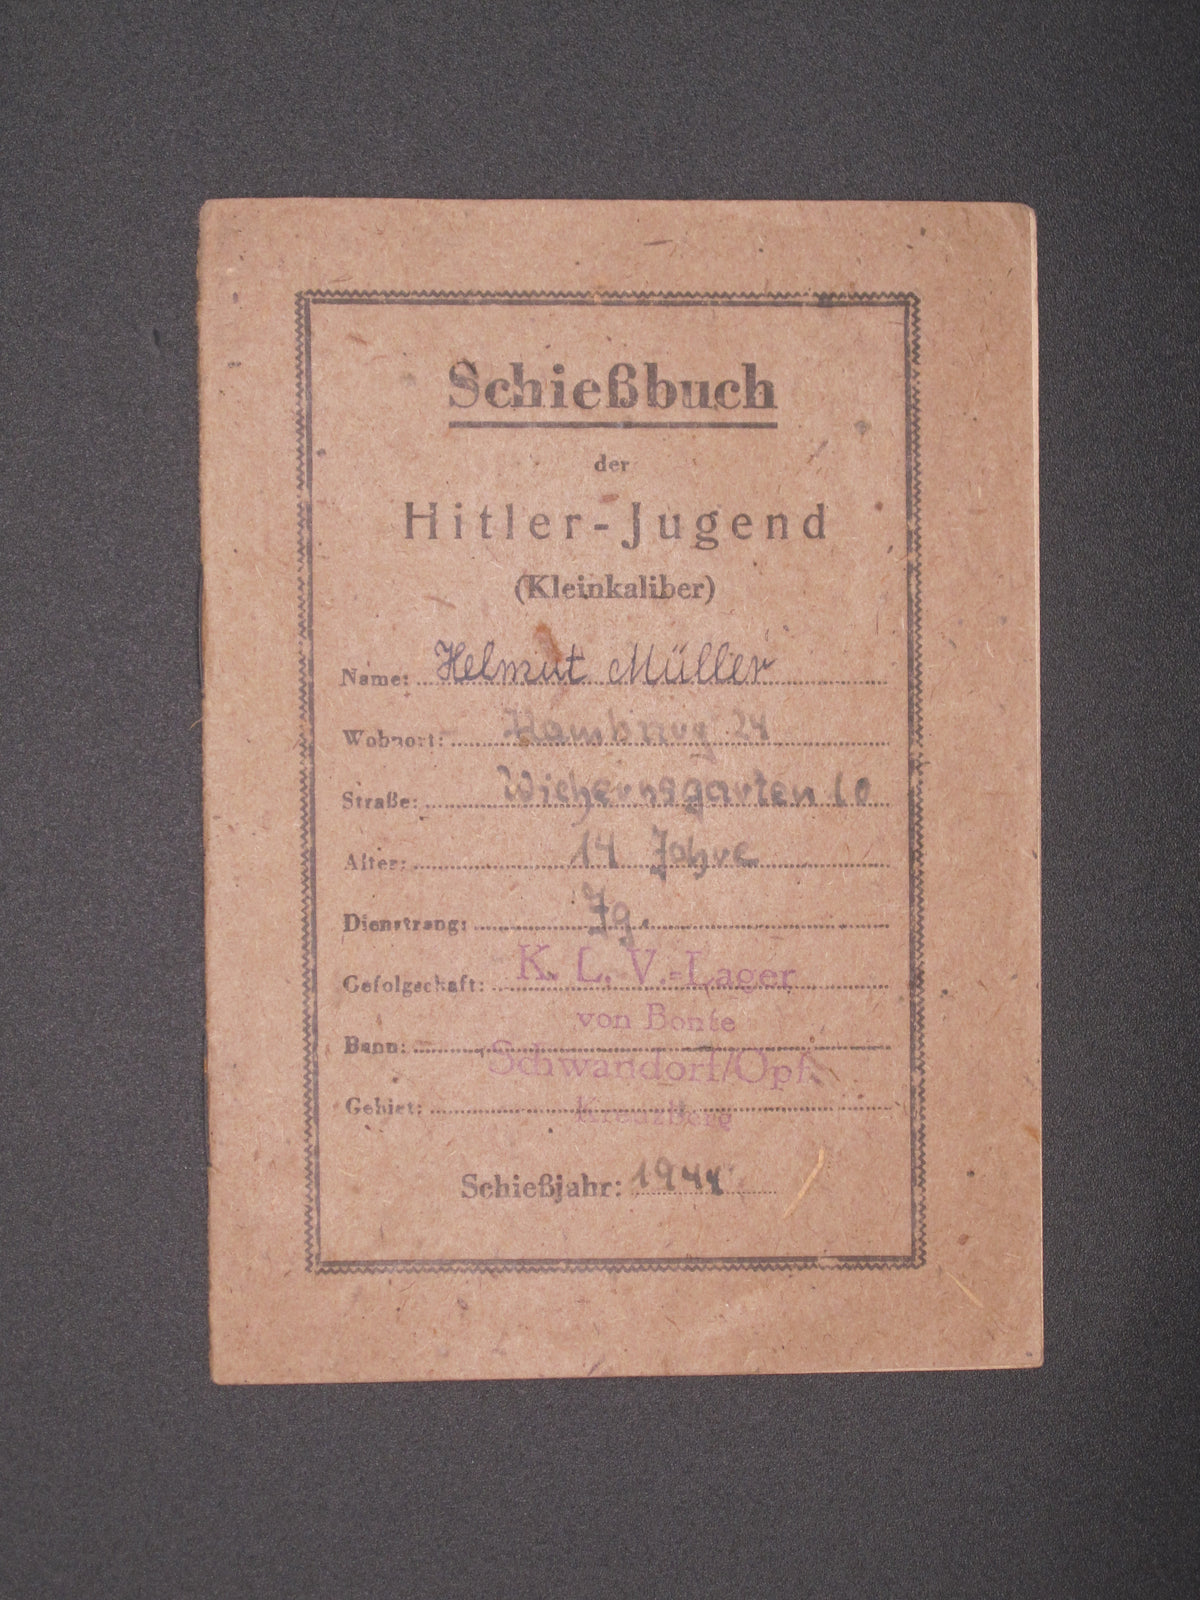 Schießbuch
der
Hitler-Jugend
(Kleinkaliber)
Name: Helmut Müller
Wohnort: Hamburg 24
Straße: Wichernsgarten 10
Alter: 14 Jahre
Dienstrang: Jg.
Gefolgschaft: K. L. V.-Lager
von Bonte
Bann:
Schwandorf/Opf.
Gebiet: Kreuzberg
Schießjahr: 1944